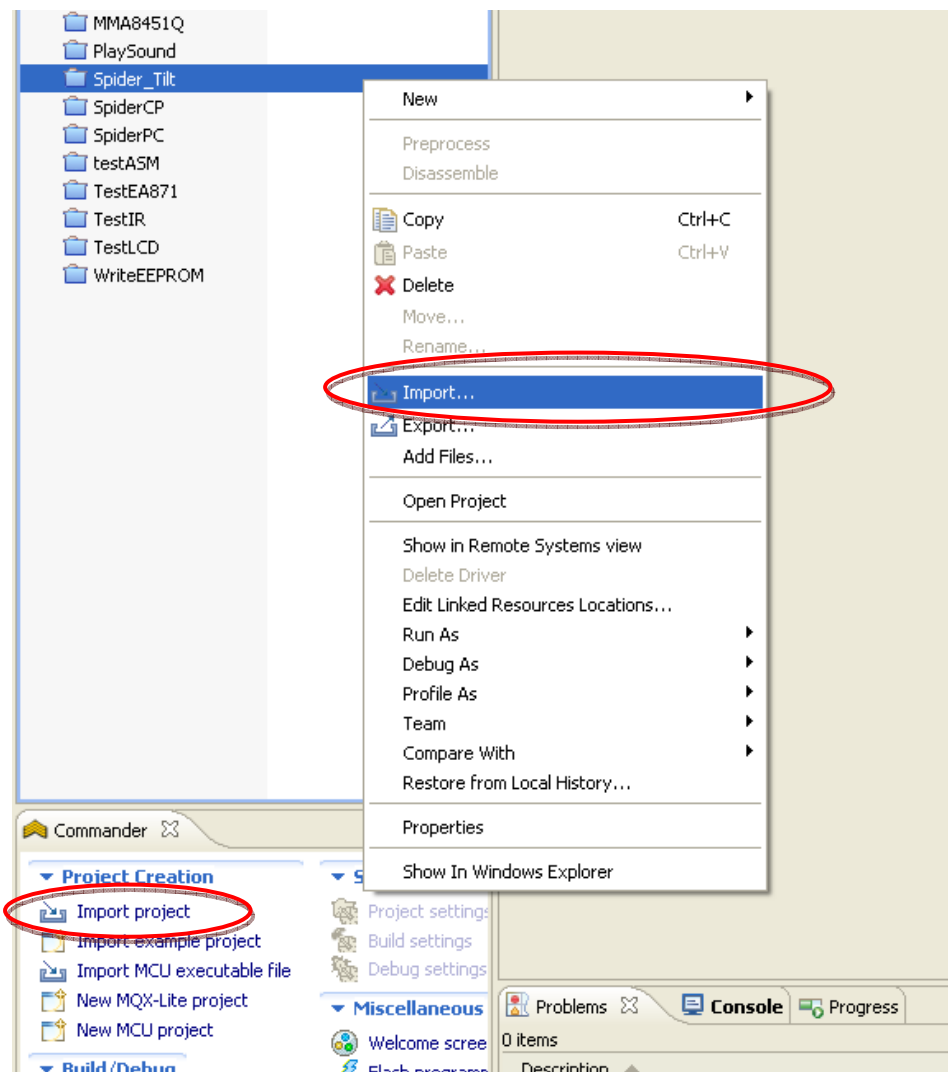 MMA8451Q
PlaySound
Spider_Tilt
SpiderCP
SpiderPC
testASM
TestEA871
TestIR
TestLCD
WriteEEPROM
New
Preprocess
Disassemble
Copy Ctrl+C
Paste Ctrl+V
Delete
Move...
Rename...
Import...
Export...
Add Files...
Open Project
Show in Remote Systems view
Delete Driver
Edit Linked Resources Locations...
Run As
Debug As
Profile As
Team
Compare With
Restore from Local History...
Properties
Show In Windows Explorer
Commander
Project Creation
Import project
Import example project
Import MCU executable file
New MQX-Lite project
New MCU project
Build/Debug
S
Project settings
Build settings
Debug settings
Miscellaneous
Welcome scree
Flash programm
Problems Console Progress
0 items
Description